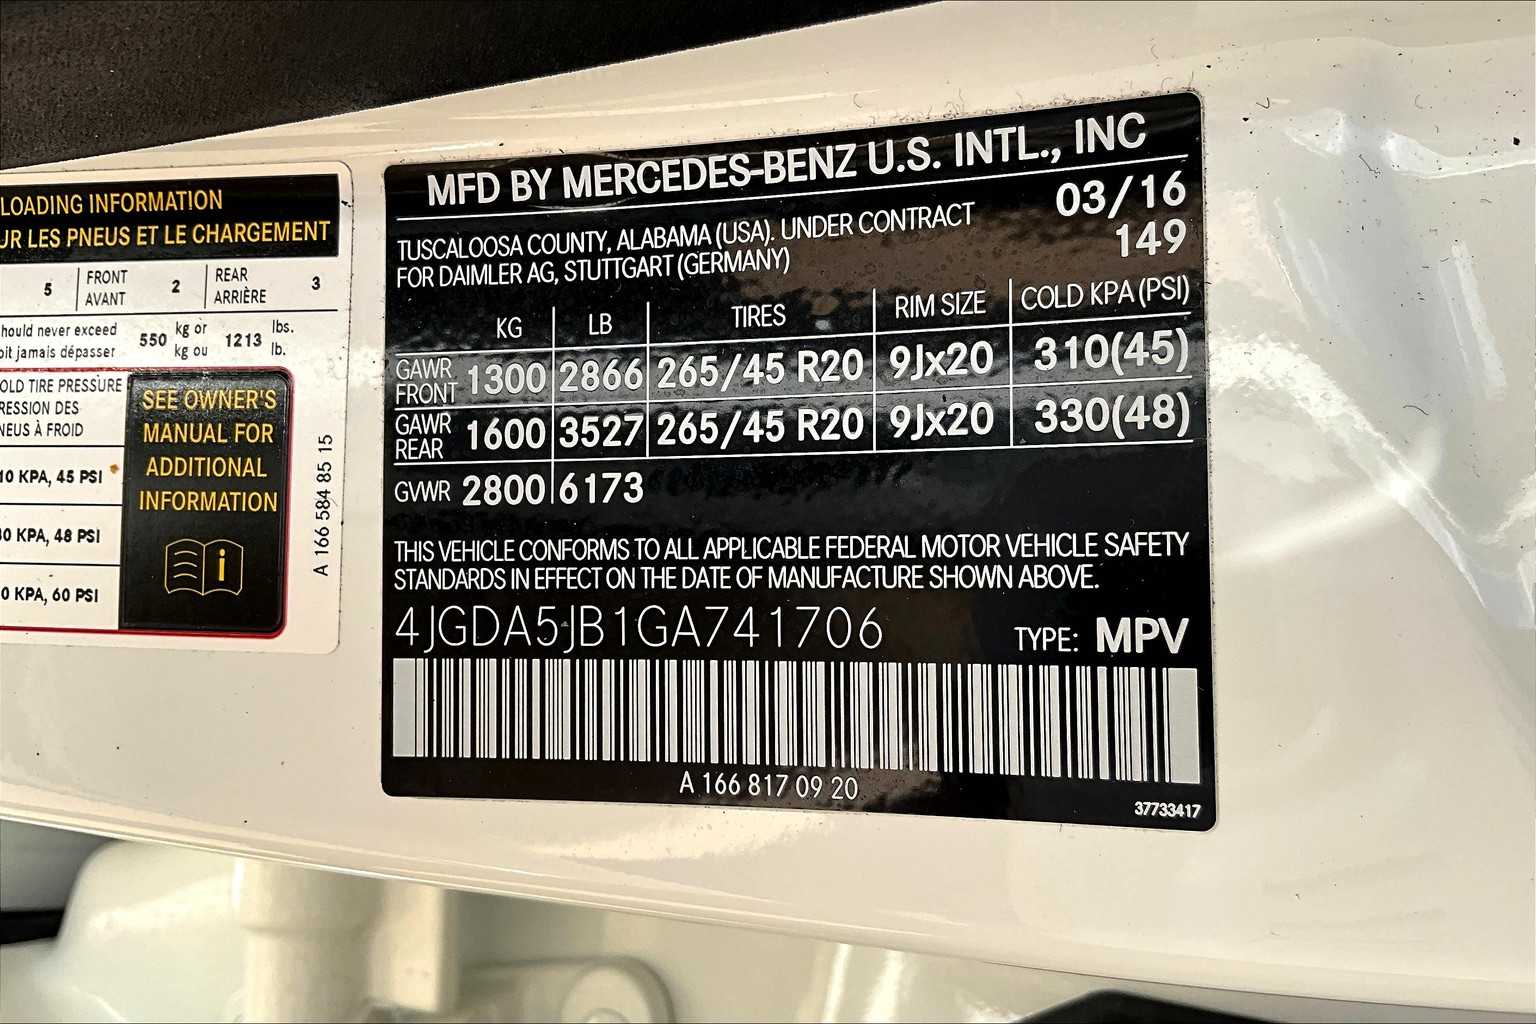 LOADING INFORMATION
UR LES PNEUS ET LE CHARGEMENT
5 FRONT AVANT 2 REAR ARRIÈRE 3
hould never exceed 550 kg or 1213 lbs.
oit jamais dépasser kg ou lb.
OLD TIRE PRESSURE
RESSION DES
NEUS À FROID
10 KPA, 45 PSI
30 KPA, 48 PSI
0 KPA, 60 PSI
SEE OWNER'S
MANUAL FOR
ADDITIONAL
INFORMATION
i
A 166 584 85 15
MFD BY MERCEDES-BENZ U.S. INTL., INC
03/16
TUSCALOOSA COUNTY, ALABAMA (USA). UNDER CONTRACT
149
FOR DAIMLER AG, STUTTGART (GERMANY)
KG LB TIRES RIM SIZE COLD KPA (PSI)
GAWR FRONT 1300 2866 265/45 R20 9Jx20 310(45)
GAWR REAR 1600 3527 265/45 R20 9Jx20 330(48)
GVWR 2800 6173
THIS VEHICLE CONFORMS TO ALL APPLICABLE FEDERAL MOTOR VEHICLE SAFETY
STANDARDS IN EFFECT ON THE DATE OF MANUFACTURE SHOWN ABOVE.
4JGDA5JB1GA741706 TYPE: MPV
A 166 817 09 20
37733417